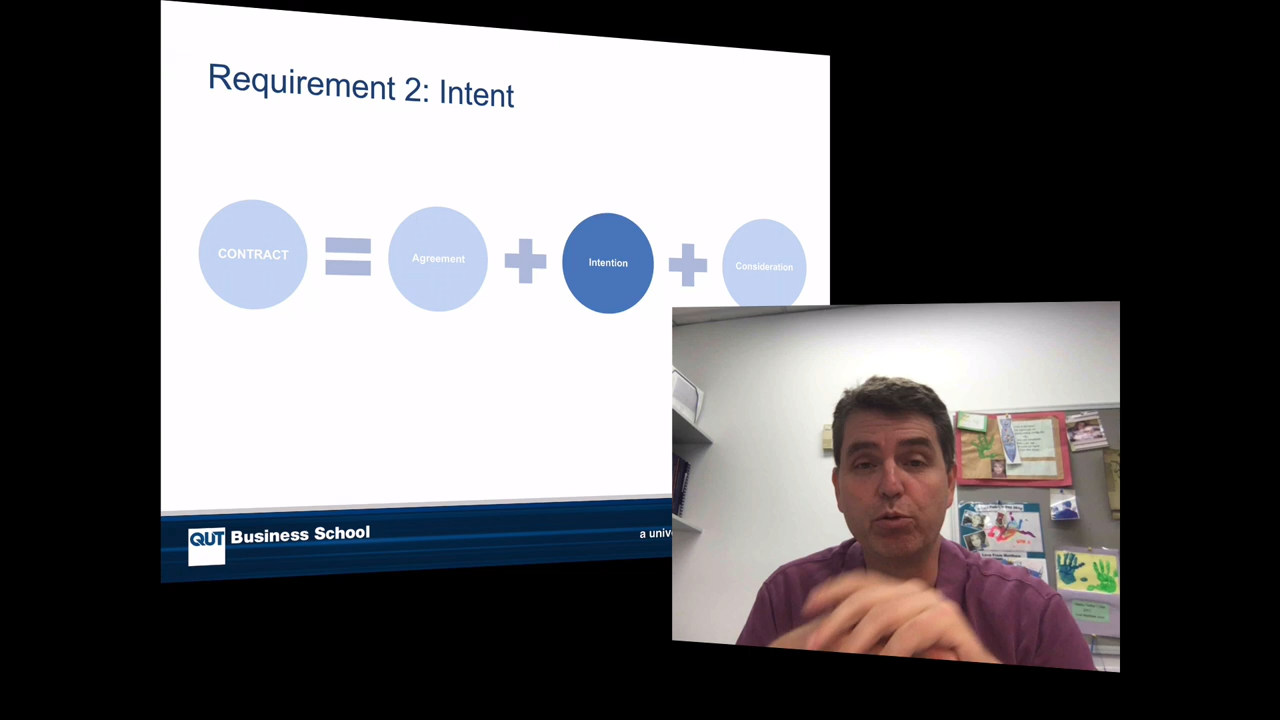 Requirement 2: Intent
CONTRACT
Agreement
Intention
Consideration
QUT Business School
a univ